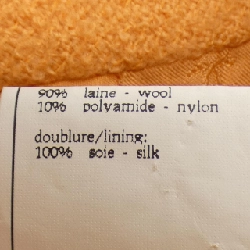 90% laine - wool
10% polyamide - nylon
doublure/lining:
100% soie - silk